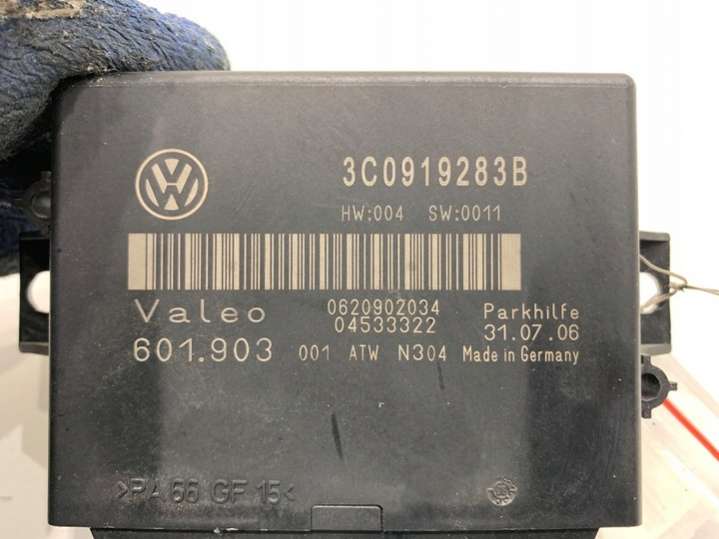 3C0919283B
HW:004 SW:0011
Valeo 0620902034 Parkhilfe
04533322 31.07.06
601.903 001 ATW N304 Made in Germany
>PA 66 GF 15<